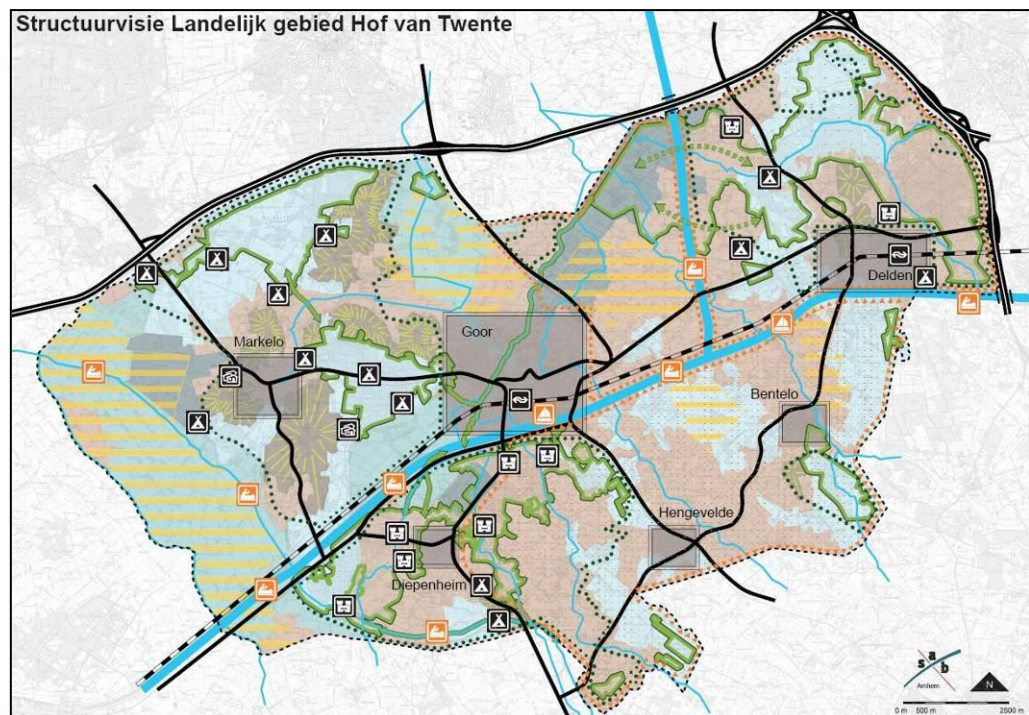 Structuurvisie Landelijk gebied Hof van Twente
Delden
Goor
Markelo
Bentelo
Hengevelde
Diepenheim
s a b
Arnhem
N
0 m 500 m 2500 m